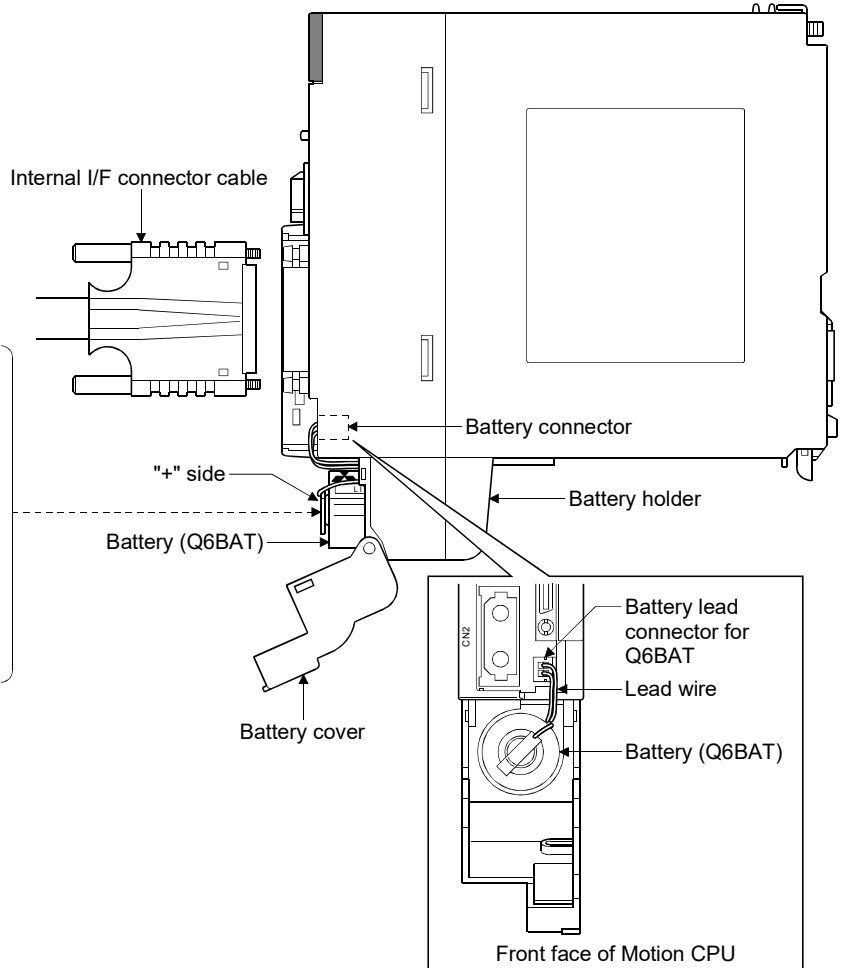 Internal I/F connector cable
Battery connector
"+" side
Battery holder
Battery (Q6BAT)
Battery cover
CN2
Battery lead
connector for
Q6BAT
Lead wire
Battery (Q6BAT)
Front face of Motion CPU